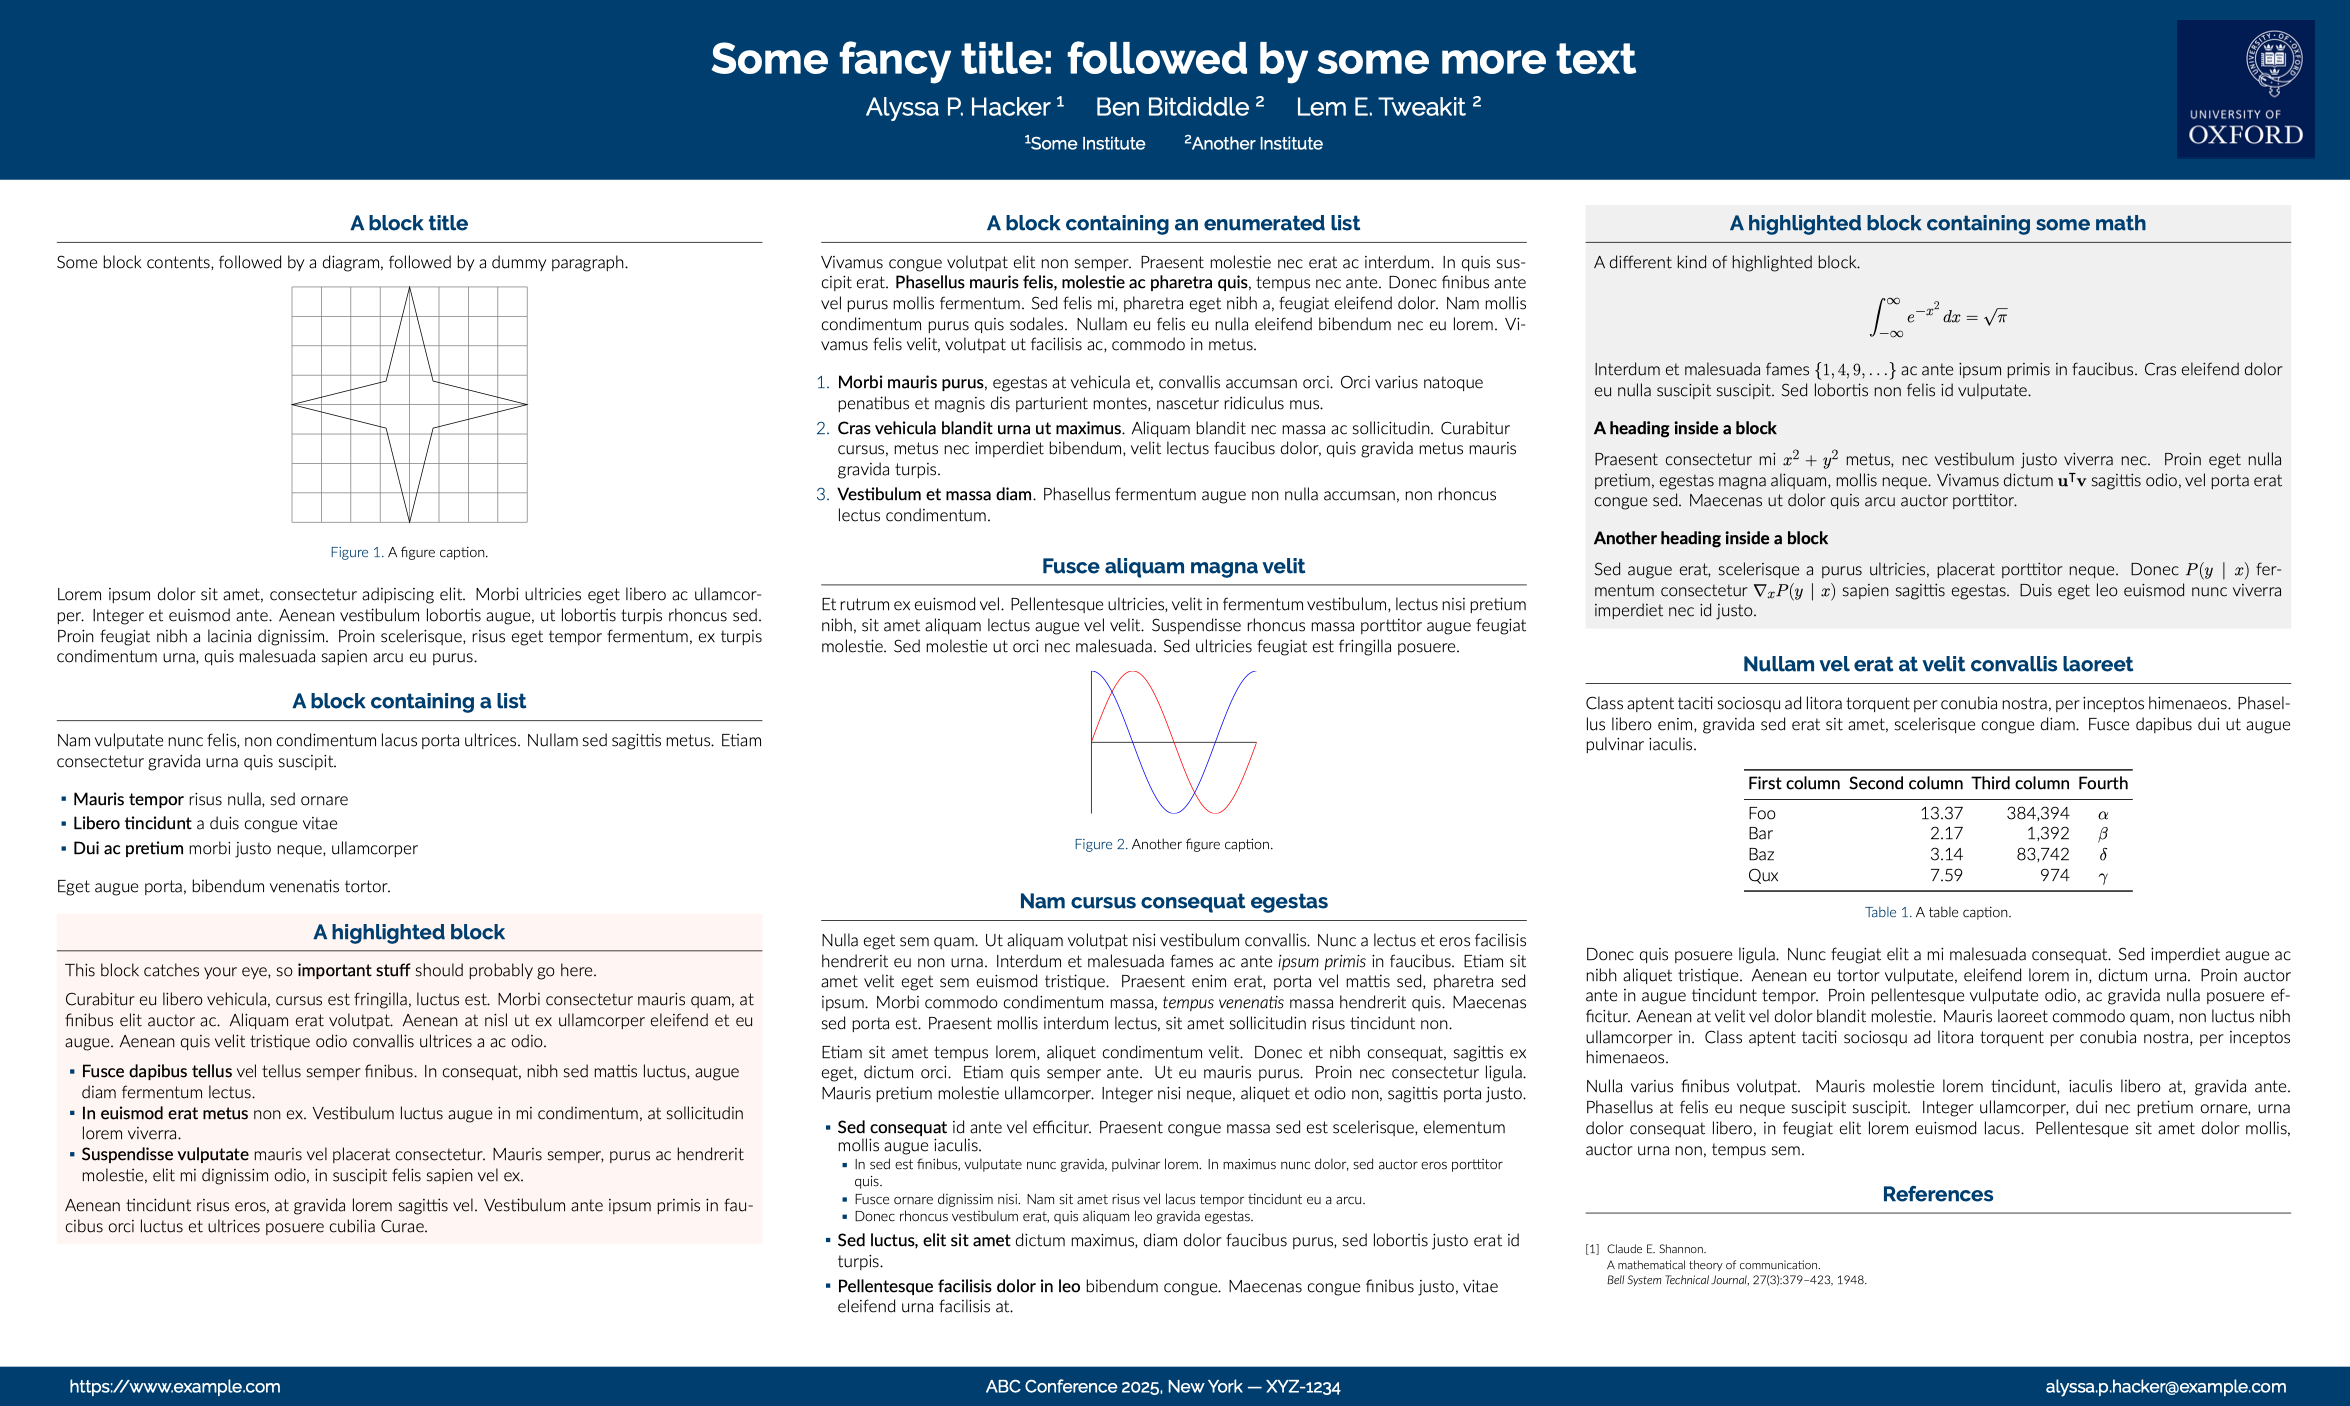 Some fancy title: followed by some more text
Alyssa P. Hacker ¹ Ben Bitdiddle ² Lem E. Tweakit ²
¹Some Institute ²Another Institute
UNIVERSITY OF
OXFORD
A block title
Some block contents, followed by a diagram, followed by a dummy paragraph.
Figure 1. A figure caption.
Lorem ipsum dolor sit amet, consectetur adipiscing elit. Morbi ultricies eget libero ac ullamcor-
per. Integer et euismod ante. Aenean vestibulum lobortis augue, ut lobortis turpis rhoncus sed.
Proin feugiat nibh a lacinia dignissim. Proin scelerisque, risus eget tempor fermentum, ex turpis
condimentum urna, quis malesuada sapien arcu eu purus.
A block containing a list
Nam vulputate nunc felis, non condimentum lacus porta ultrices. Nullam sed sagittis metus. Etiam
consectetur gravida urna quis suscipit.
▪ Mauris tempor risus nulla, sed ornare
▪ Libero tincidunt a duis congue vitae
▪ Dui ac pretium morbi justo neque, ullamcorper
Eget augue porta, bibendum venenatis tortor.
A highlighted block
This block catches your eye, so important stuff should probably go here.
Curabitur eu libero vehicula, cursus est fringilla, luctus est. Morbi consectetur mauris quam, at
finibus elit auctor ac. Aliquam erat volutpat. Aenean at nisl ut ex ullamcorper eleifend et eu
augue. Aenean quis velit tristique odio convallis ultrices a ac odio.
▪ Fusce dapibus tellus vel tellus semper finibus. In consequat, nibh sed mattis luctus, augue
diam fermentum lectus.
▪ In euismod erat metus non ex. Vestibulum luctus augue in mi condimentum, at sollicitudin
lorem viverra.
▪ Suspendisse vulputate mauris vel placerat consectetur. Mauris semper, purus ac hendrerit
molestie, elit mi dignissim odio, in suscipit felis sapien vel ex.
Aenean tincidunt risus eros, at gravida lorem sagittis vel. Vestibulum ante ipsum primis in fau-
cibus orci luctus et ultrices posuere cubilia Curae.
A block containing an enumerated list
Vivamus congue volutpat elit non semper. Praesent molestie nec erat ac interdum. In quis sus-
cipit erat. Phasellus mauris felis, molestie ac pharetra quis, tempus nec ante. Donec finibus ante
vel purus mollis fermentum. Sed felis mi, pharetra eget nibh a, feugiat eleifend dolor. Nam mollis
condimentum purus quis sodales. Nullam eu felis eu nulla eleifend bibendum nec eu lorem. Vi-
vamus felis velit, volutpat ut facilisis ac, commodo in metus.
1. Morbi mauris purus, egestas at vehicula et, convallis accumsan orci. Orci varius natoque
penatibus et magnis dis parturient montes, nascetur ridiculus mus.
2. Cras vehicula blandit urna ut maximus. Aliquam blandit nec massa ac sollicitudin. Curabitur
cursus, metus nec imperdiet bibendum, velit lectus faucibus dolor, quis gravida metus mauris
gravida turpis.
3. Vestibulum et massa diam. Phasellus fermentum augue non nulla accumsan, non rhoncus
lectus condimentum.
Fusce aliquam magna velit
Et rutrum ex euismod vel. Pellentesque ultricies, velit in fermentum vestibulum, lectus nisi pretium
nibh, sit amet aliquam lectus augue vel velit. Suspendisse rhoncus massa porttitor augue feugiat
molestie. Sed molestie ut orci nec malesuada. Sed ultricies feugiat est fringilla posuere.
Figure 2. Another figure caption.
Nam cursus consequat egestas
Nulla eget sem quam. Ut aliquam volutpat nisi vestibulum convallis. Nunc a lectus et eros facilisis
hendrerit eu non urna. Interdum et malesuada fames ac ante ipsum primis in faucibus. Etiam sit
amet velit eget sem euismod tristique. Praesent enim erat, porta vel mattis sed, pharetra sed
ipsum. Morbi commodo condimentum massa, tempus venenatis massa hendrerit quis. Maecenas
sed porta est. Praesent mollis interdum lectus, sit amet sollicitudin risus tincidunt non.
Etiam sit amet tempus lorem, aliquet condimentum velit. Donec et nibh consequat, sagittis ex
eget, dictum orci. Etiam quis semper ante. Ut eu mauris purus. Proin nec consectetur ligula.
Mauris pretium molestie ullamcorper. Integer nisi neque, aliquet et odio non, sagittis porta justo.
▪ Sed consequat id ante vel efficitur. Praesent congue massa sed est scelerisque, elementum
mollis augue iaculis.
▪ In sed est finibus, vulputate nunc gravida, pulvinar lorem. In maximus nunc dolor, sed auctor eros porttitor
quis.
▪ Fusce ornare dignissim nisi. Nam sit amet risus vel lacus tempor tincidunt eu a arcu.
▪ Donec rhoncus vestibulum erat, quis aliquam leo gravida egestas.
▪ Sed luctus, elit sit amet dictum maximus, diam dolor faucibus purus, sed lobortis justo erat id
turpis.
▪ Pellentesque facilisis dolor in leo bibendum congue. Maecenas congue finibus justo, vitae
eleifend urna facilisis at.
A highlighted block containing some math
A different kind of highlighted block.
∫_{−∞}^{∞} e^{−x²} dx = √π
Interdum et malesuada fames {1, 4, 9, . . .} ac ante ipsum primis in faucibus. Cras eleifend dolor
eu nulla suscipit suscipit. Sed lobortis non felis id vulputate.
A heading inside a block
Praesent consectetur mi x² + y² metus, nec vestibulum justo viverra nec. Proin eget nulla
pretium, egestas magna aliquam, mollis neque. Vivamus dictum u⊤v sagittis odio, vel porta erat
congue sed. Maecenas ut dolor quis arcu auctor porttitor.
Another heading inside a block
Sed augue erat, scelerisque a purus ultricies, placerat porttitor neque. Donec P(y | x) fer-
mentum consectetur ∇ₓP(y | x) sapien sagittis egestas. Duis eget leo euismod nunc viverra
imperdiet nec id justo.
Nullam vel erat at velit convallis laoreet
Class aptent taciti sociosqu ad litora torquent per conubia nostra, per inceptos himenaeos. Phasel-
lus libero enim, gravida sed erat sit amet, scelerisque congue diam. Fusce dapibus dui ut augue
pulvinar iaculis.
First column Second column Third column Fourth
Foo 13.37 384,394 α
Bar 2.17 1,392 β
Baz 3.14 83,742 δ
Qux 7.59 974 γ
Table 1. A table caption.
Donec quis posuere ligula. Nunc feugiat elit a mi malesuada consequat. Sed imperdiet augue ac
nibh aliquet tristique. Aenean eu tortor vulputate, eleifend lorem in, dictum urna. Proin auctor
ante in augue tincidunt tempor. Proin pellentesque vulputate odio, ac gravida nulla posuere ef-
ficitur. Aenean at velit vel dolor blandit molestie. Mauris laoreet commodo quam, non luctus nibh
ullamcorper in. Class aptent taciti sociosqu ad litora torquent per conubia nostra, per inceptos
himenaeos.
Nulla varius finibus volutpat. Mauris molestie lorem tincidunt, iaculis libero at, gravida ante.
Phasellus at felis eu neque suscipit suscipit. Integer ullamcorper, dui nec pretium ornare, urna
dolor consequat libero, in feugiat elit lorem euismod lacus. Pellentesque sit amet dolor mollis,
auctor urna non, tempus sem.
References
[1] Claude E. Shannon.
A mathematical theory of communication.
Bell System Technical Journal, 27(3):379–423, 1948.
https://www.example.com
ABC Conference 2025, New York — XYZ-1234
alyssa.p.hacker@example.com